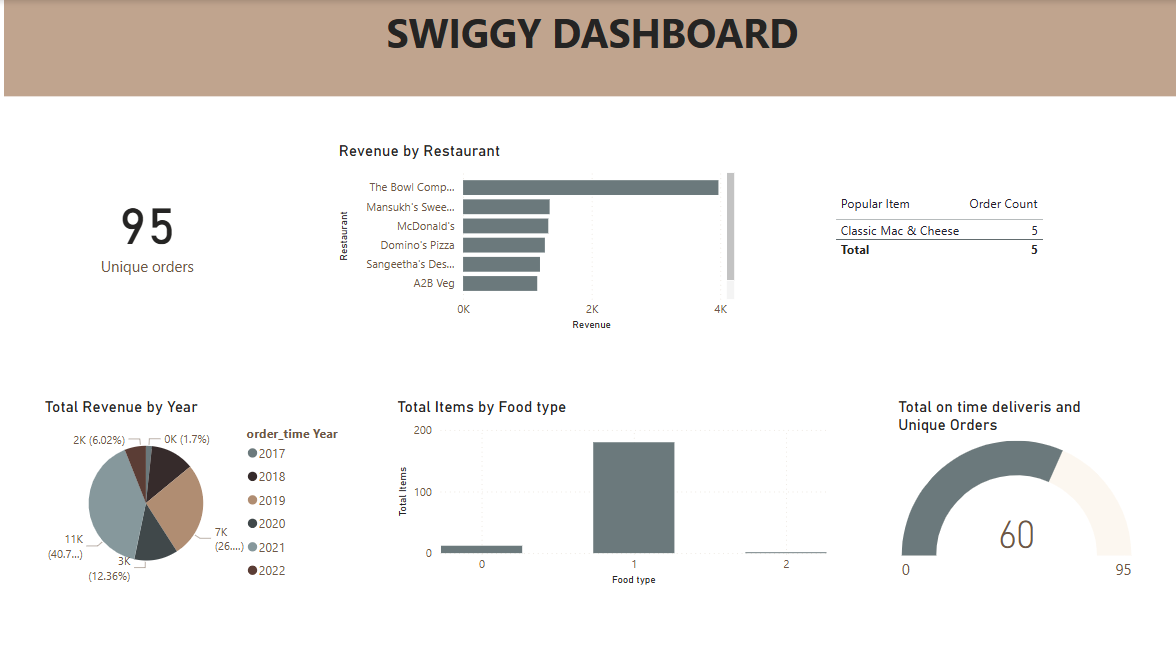 SWIGGY DASHBOARD
95
Unique orders
Revenue by Restaurant
Restaurant
The Bowl Comp...
Mansukh's Swee...
McDonald's
Domino's Pizza
Sangeetha's Des...
A2B Veg
0K 2K 4K
Revenue
Popular Item Order Count
Classic Mac & Cheese 5
Total 5
Total Revenue by Year
2K (6.02%) 0K (1.7%)
7K
(26....)
11K
(40.7...)
3K
(12.36%)
order_time Year
2017
2018
2019
2020
2021
2022
Total Items by Food type
Total Items
200
100
0
0 1 2
Food type
Total on time deliveris and
Unique Orders
60
0 95